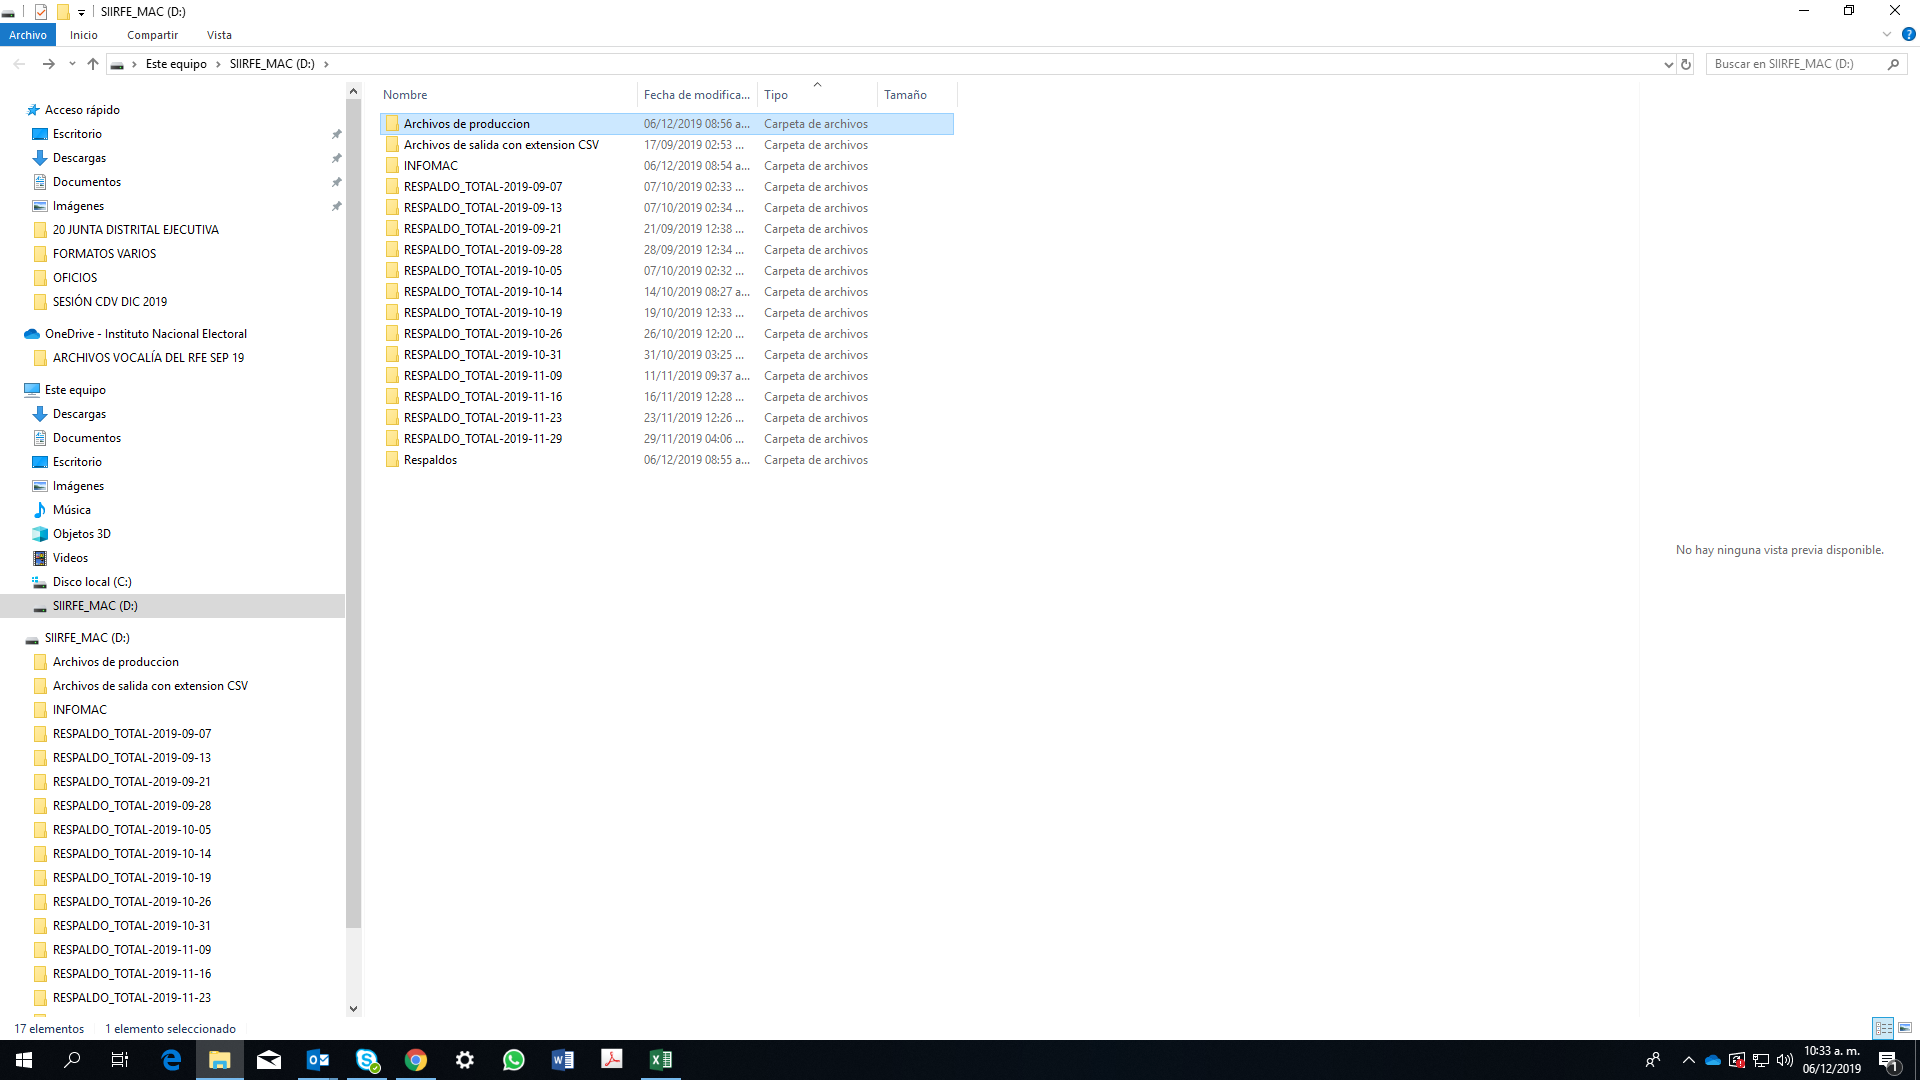 SIIRFE_MAC (D:)
Archivo Inicio Compartir Vista
Este equipo SIIRFE_MAC (D:)
Buscar en SIIRFE_MAC (D:)
Acceso rápido
Escritorio
Descargas
Documentos
Imágenes
20 JUNTA DISTRITAL EJECUTIVA
FORMATOS VARIOS
OFICIOS
SESIÓN CDV DIC 2019
OneDrive - Instituto Nacional Electoral
ARCHIVOS VOCALÍA DEL RFE SEP 19
Este equipo
Descargas
Documentos
Escritorio
Imágenes
Música
Objetos 3D
Videos
Disco local (C:)
SIIRFE_MAC (D:)
SIIRFE_MAC (D:)
Archivos de produccion
Archivos de salida con extension CSV
INFOMAC
RESPALDO_TOTAL-2019-09-07
RESPALDO_TOTAL-2019-09-13
RESPALDO_TOTAL-2019-09-21
RESPALDO_TOTAL-2019-09-28
RESPALDO_TOTAL-2019-10-05
RESPALDO_TOTAL-2019-10-14
RESPALDO_TOTAL-2019-10-19
RESPALDO_TOTAL-2019-10-26
RESPALDO_TOTAL-2019-10-31
RESPALDO_TOTAL-2019-11-09
RESPALDO_TOTAL-2019-11-16
RESPALDO_TOTAL-2019-11-23
Nombre Fecha de modifica... Tipo Tamaño
Archivos de produccion 06/12/2019 08:56 a... Carpeta de archivos
Archivos de salida con extension CSV 17/09/2019 02:53 ... Carpeta de archivos
INFOMAC 06/12/2019 08:54 a... Carpeta de archivos
RESPALDO_TOTAL-2019-09-07 07/10/2019 02:33 ... Carpeta de archivos
RESPALDO_TOTAL-2019-09-13 07/10/2019 02:34 ... Carpeta de archivos
RESPALDO_TOTAL-2019-09-21 21/09/2019 12:38 ... Carpeta de archivos
RESPALDO_TOTAL-2019-09-28 28/09/2019 12:34 ... Carpeta de archivos
RESPALDO_TOTAL-2019-10-05 07/10/2019 02:32 ... Carpeta de archivos
RESPALDO_TOTAL-2019-10-14 14/10/2019 08:27 a... Carpeta de archivos
RESPALDO_TOTAL-2019-10-19 19/10/2019 12:33 ... Carpeta de archivos
RESPALDO_TOTAL-2019-10-26 26/10/2019 12:20 ... Carpeta de archivos
RESPALDO_TOTAL-2019-10-31 31/10/2019 03:25 ... Carpeta de archivos
RESPALDO_TOTAL-2019-11-09 11/11/2019 09:37 a... Carpeta de archivos
RESPALDO_TOTAL-2019-11-16 16/11/2019 12:28 ... Carpeta de archivos
RESPALDO_TOTAL-2019-11-23 23/11/2019 12:26 ... Carpeta de archivos
RESPALDO_TOTAL-2019-11-29 29/11/2019 04:06 ... Carpeta de archivos
Respaldos 06/12/2019 08:55 a... Carpeta de archivos
No hay ninguna vista previa disponible.
17 elementos 1 elemento seleccionado
10:33 a. m.
06/12/2019
1